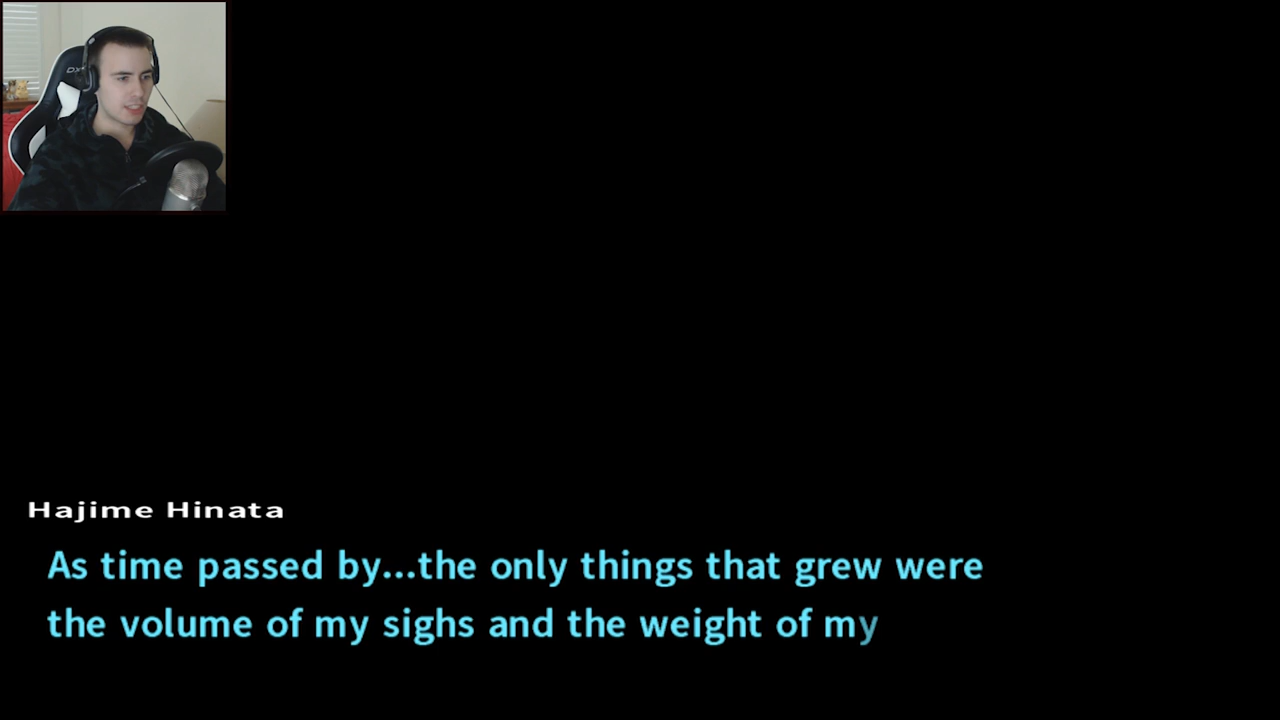 Hajime Hinata
As time passed by...the only things that grew were
the volume of my sighs and the weight of my